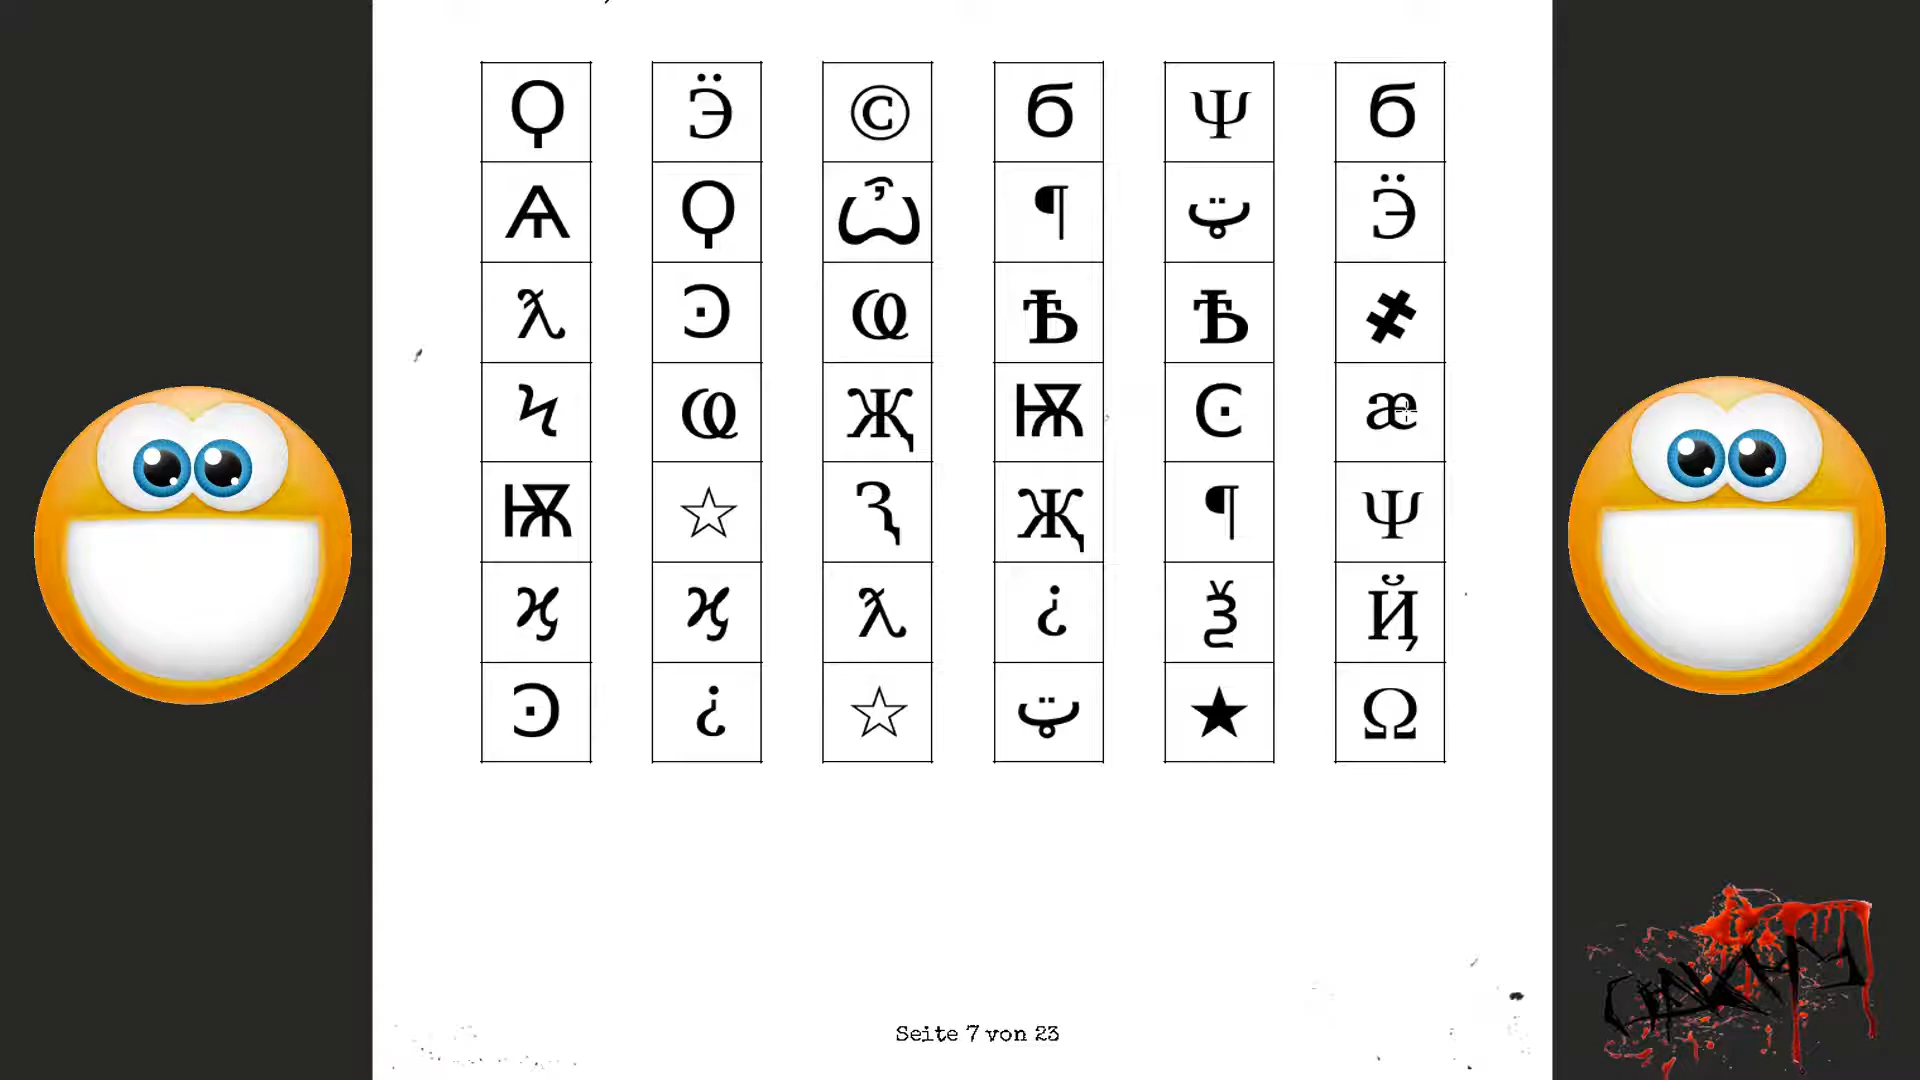 Ϙ Ӭ © б Ψ б
Ѧ Ϙ Ѽ ¶ ټ Ӭ
ƛ Ͽ Ҩ Ѣ Ѣ ҂
Ϟ Ҩ Җ Ѭ Ͼ æ
Ѭ ☆ Ԇ Җ ¶ Ψ
ϗ ϗ ƛ ¿ Ѯ Ҋ
Ͽ ¿ ☆ ټ ★ Ω
Seite 7 von 23